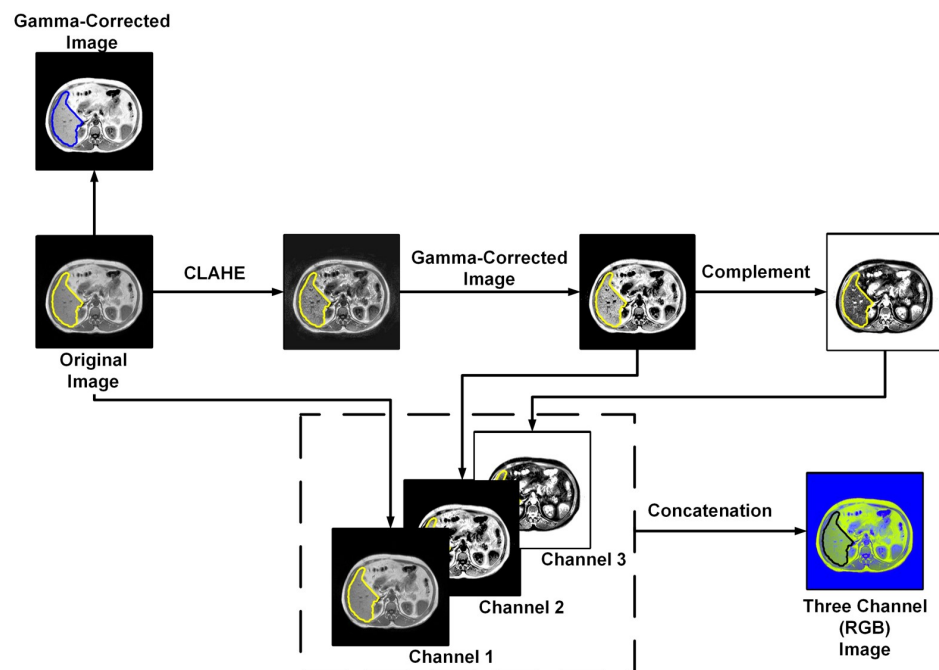 Gamma-Corrected
Image
CLAHE
Gamma-Corrected
Image
Complement
Original
Image
Concatenation
Channel 3
Channel 2
Channel 1
Three Channel
(RGB)
Image